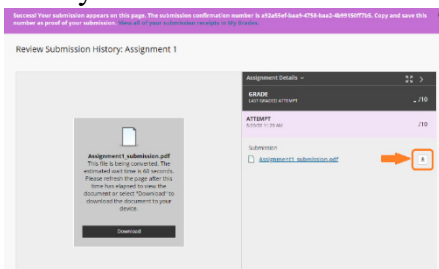 Success! Your submission appears on this page. The submission confirmation number is a92a55ef-baa9-4758-baa2-4b99150ff7b5. Copy and save this
number as proof of your submission. View all of your submission receipts in My Grades.
Review Submission History: Assignment 1
Assignment Details
GRADE
LAST GRADED ATTEMPT
- /10
ATTEMPT
/10
Submission
Assignment1_submission.pdf
Assignment1_submission.pdf
This file is being converted. The
estimated wait time is 60 seconds.
Please refresh the page after this
time has elapsed to view the
document or select "Download" to
download the document to your
device.
Download